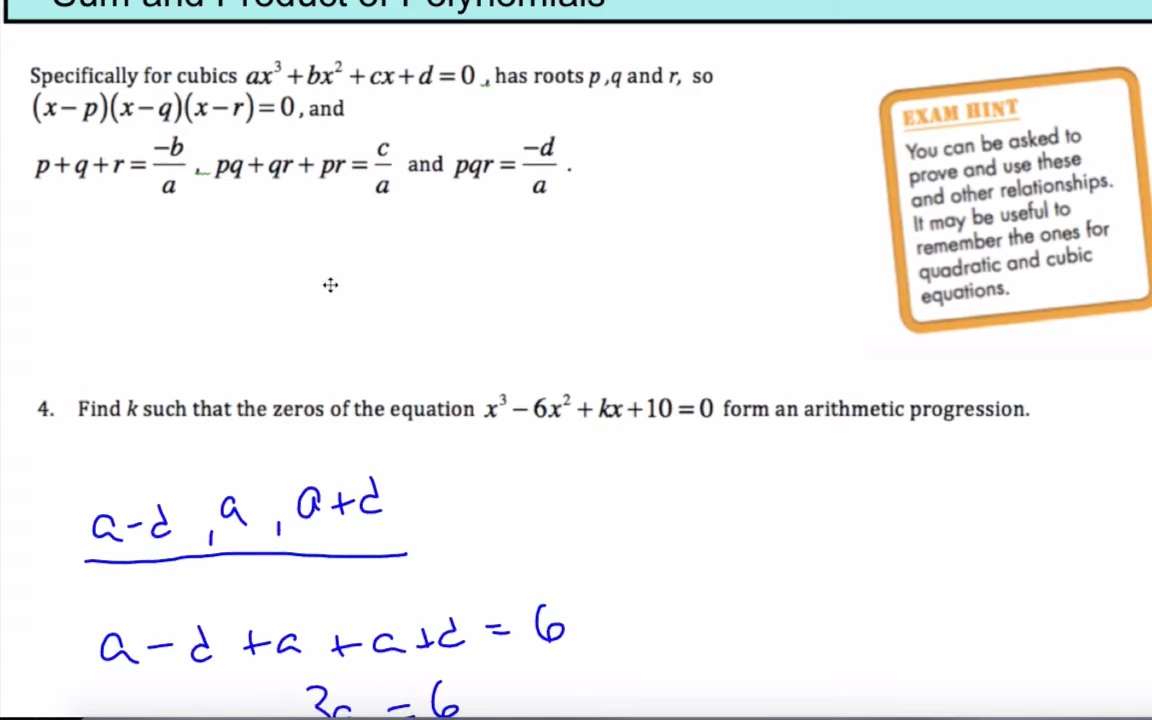 Sum and Product of Polynomials
Specifically for cubics ax³ + bx² + cx + d = 0 , has roots p ,q and r, so
(x − p)(x − q)(x − r) = 0 , and
p + q + r = −b/a , pq + qr + pr = c/a and pqr = −d/a .
EXAM HINT
You can be asked to
prove and use these
and other relationships.
It may be useful to
remember the ones for
quadratic and cubic
equations.
4. Find k such that the zeros of the equation x³ − 6x² + kx + 10 = 0 form an arithmetic progression.
a-d , a , a+d
a - d + a + a + d = 6
3a = 6